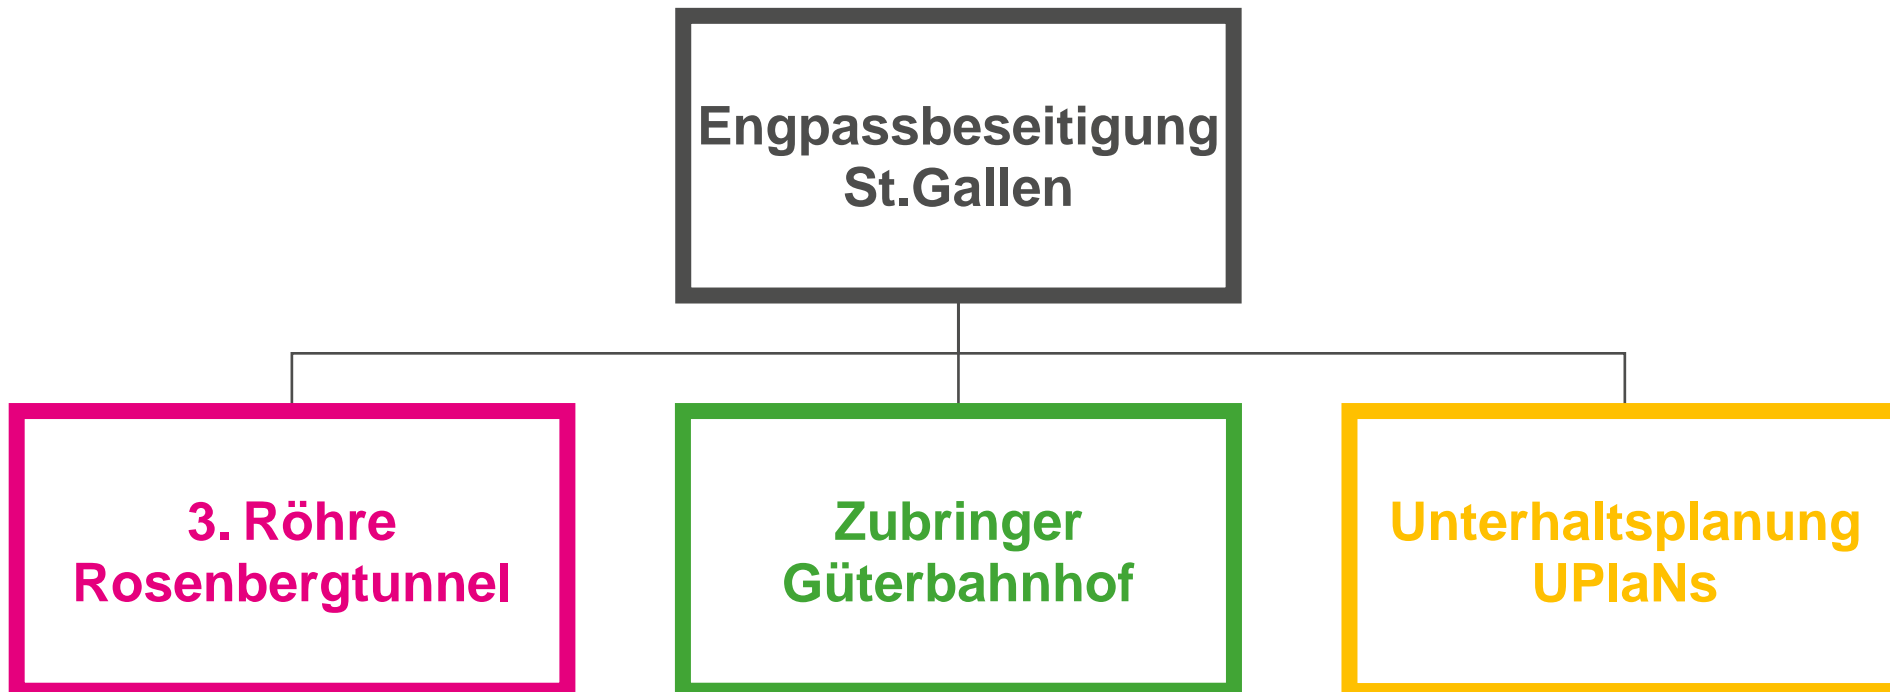 Engpassbeseitigung
St.Gallen
3. Röhre
Rosenbergtunnel
Zubringer
Güterbahnhof
Unterhaltsplanung
UPlaNs